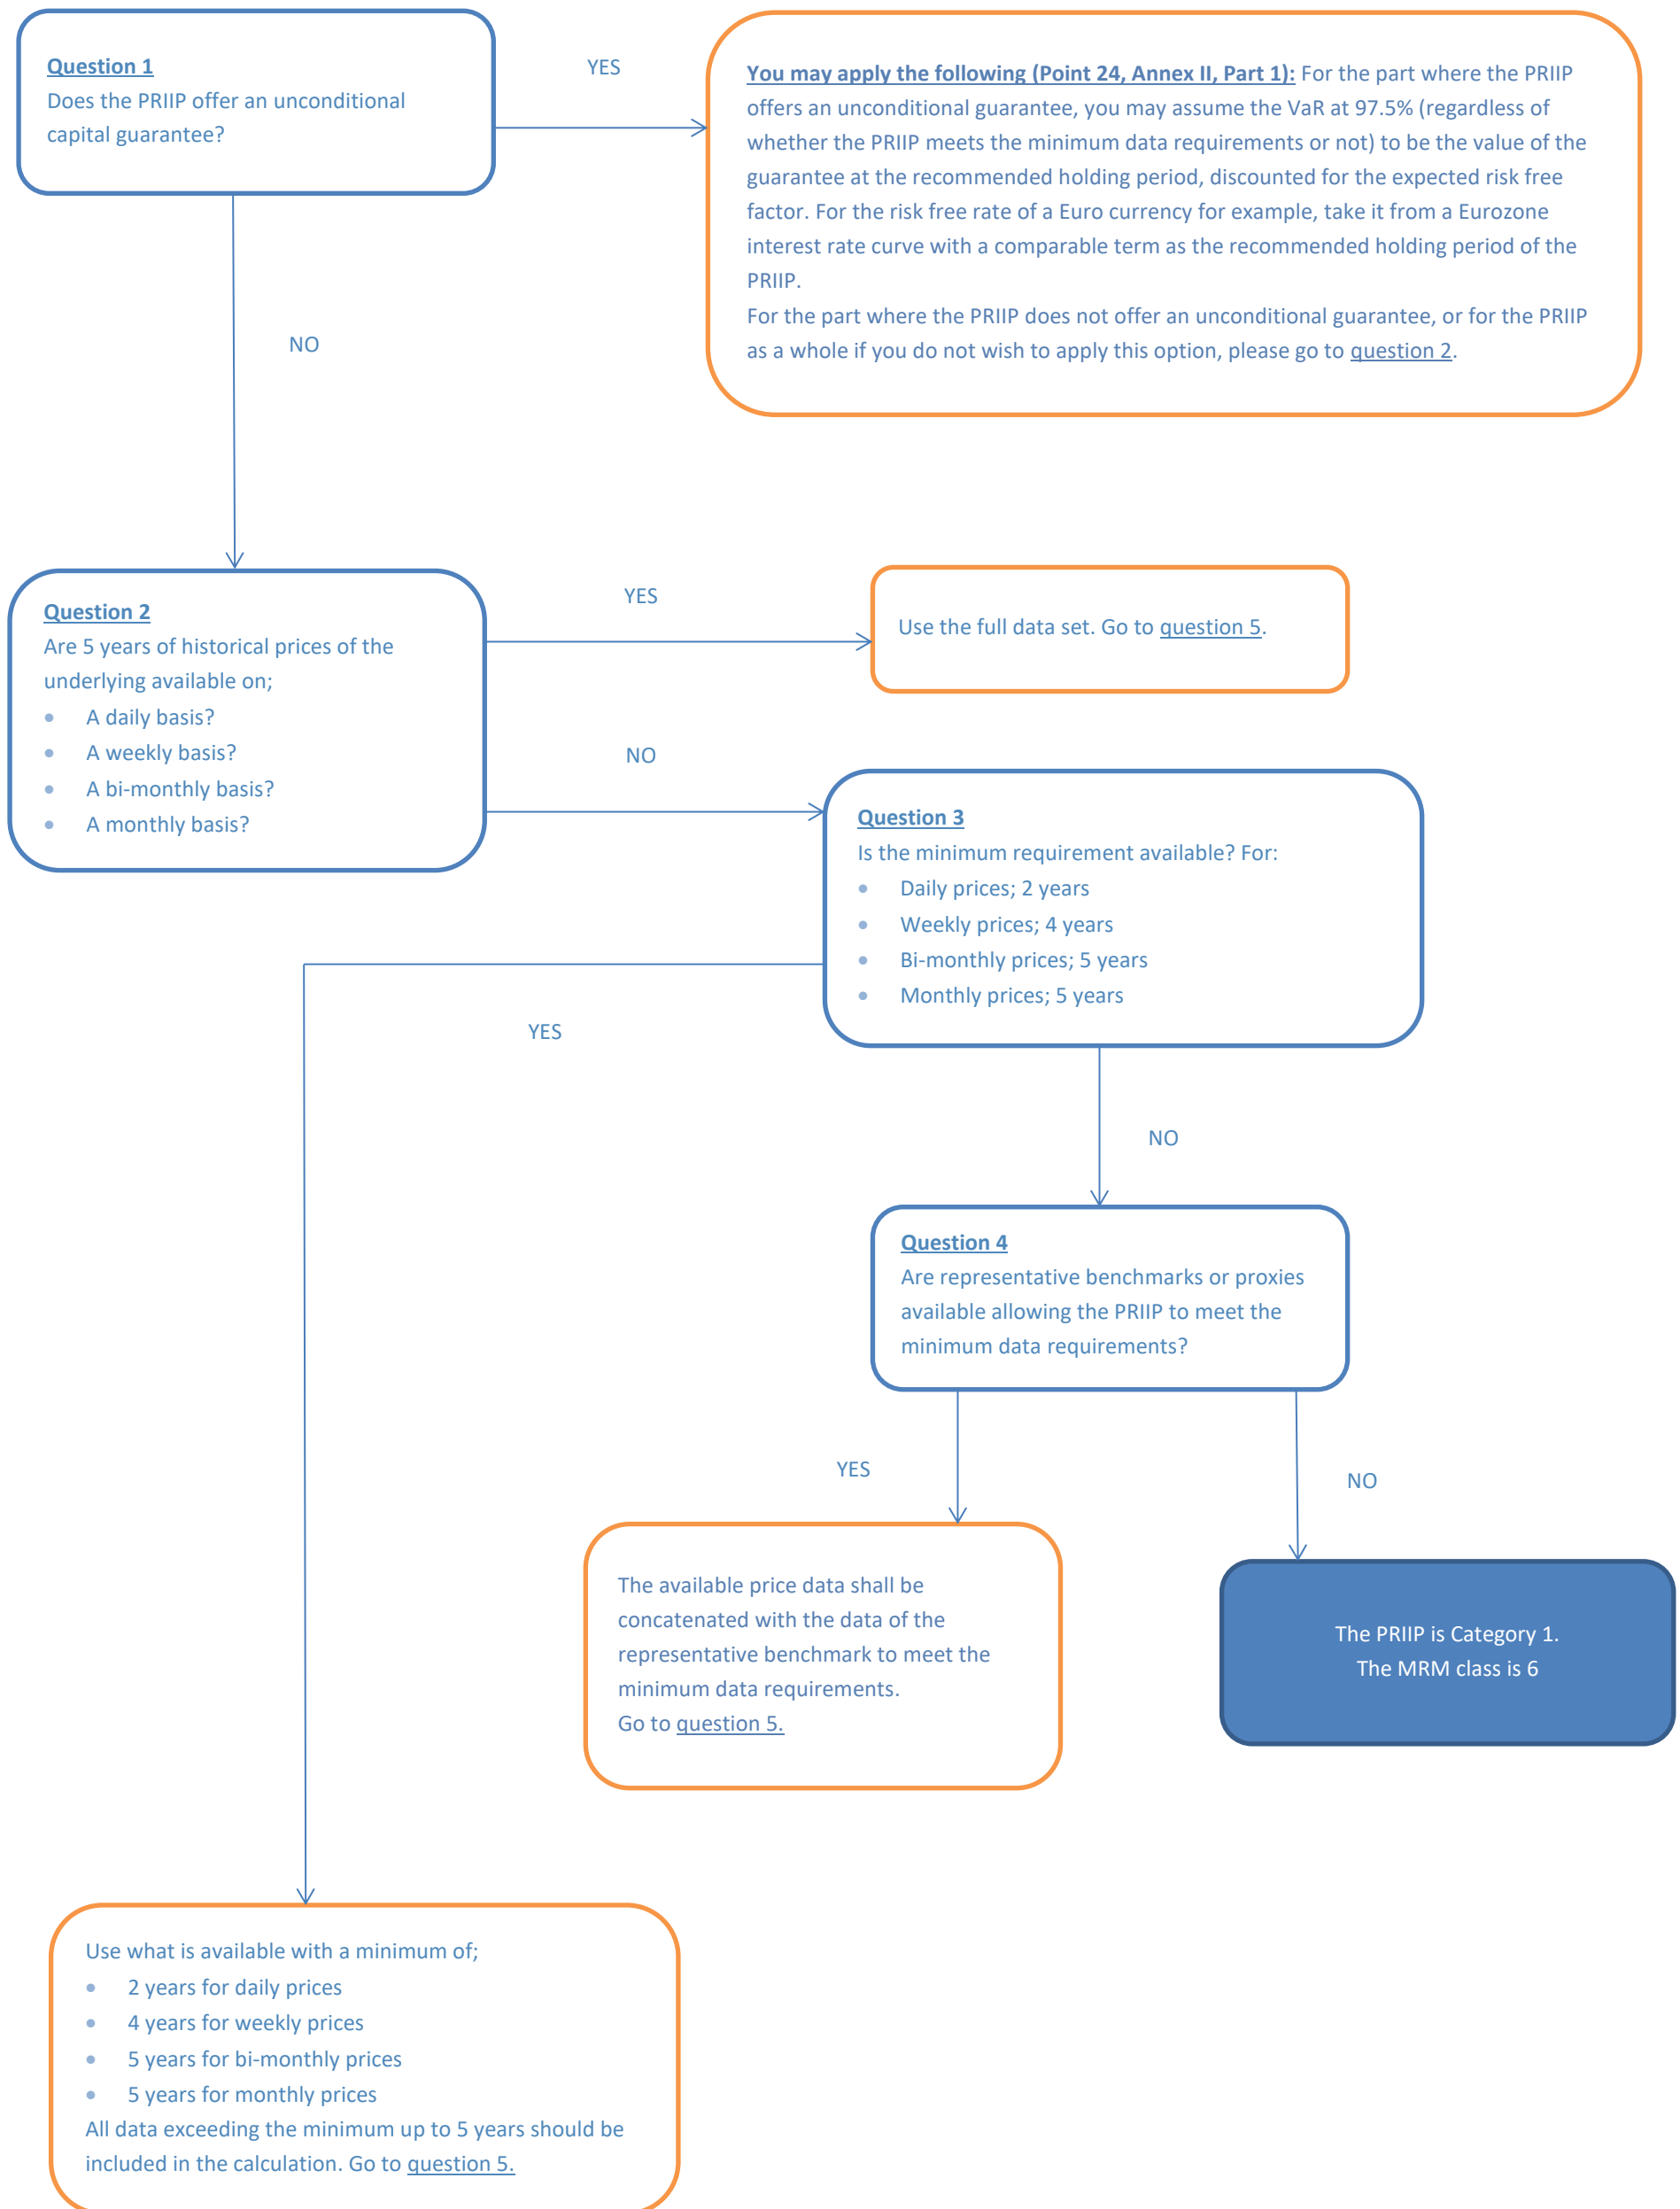 Question 1
Does the PRIIP offer an unconditional
capital guarantee?
YES
You may apply the following (Point 24, Annex II, Part 1): For the part where the PRIIP
offers an unconditional guarantee, you may assume the VaR at 97.5% (regardless of
whether the PRIIP meets the minimum data requirements or not) to be the value of the
guarantee at the recommended holding period, discounted for the expected risk free
factor. For the risk free rate of a Euro currency for example, take it from a Eurozone
interest rate curve with a comparable term as the recommended holding period of the
PRIIP.
For the part where the PRIIP does not offer an unconditional guarantee, or for the PRIIP
as a whole if you do not wish to apply this option, please go to question 2.
NO
Question 2
Are 5 years of historical prices of the
underlying available on;
• A daily basis?
• A weekly basis?
• A bi-monthly basis?
• A monthly basis?
YES
Use the full data set. Go to question 5.
NO
Question 3
Is the minimum requirement available? For:
• Daily prices; 2 years
• Weekly prices; 4 years
• Bi-monthly prices; 5 years
• Monthly prices; 5 years
YES
NO
Question 4
Are representative benchmarks or proxies
available allowing the PRIIP to meet the
minimum data requirements?
YES
NO
The available price data shall be
concatenated with the data of the
representative benchmark to meet the
minimum data requirements.
Go to question 5.
The PRIIP is Category 1.
The MRM class is 6
Use what is available with a minimum of;
• 2 years for daily prices
• 4 years for weekly prices
• 5 years for bi-monthly prices
• 5 years for monthly prices
All data exceeding the minimum up to 5 years should be
included in the calculation. Go to question 5.